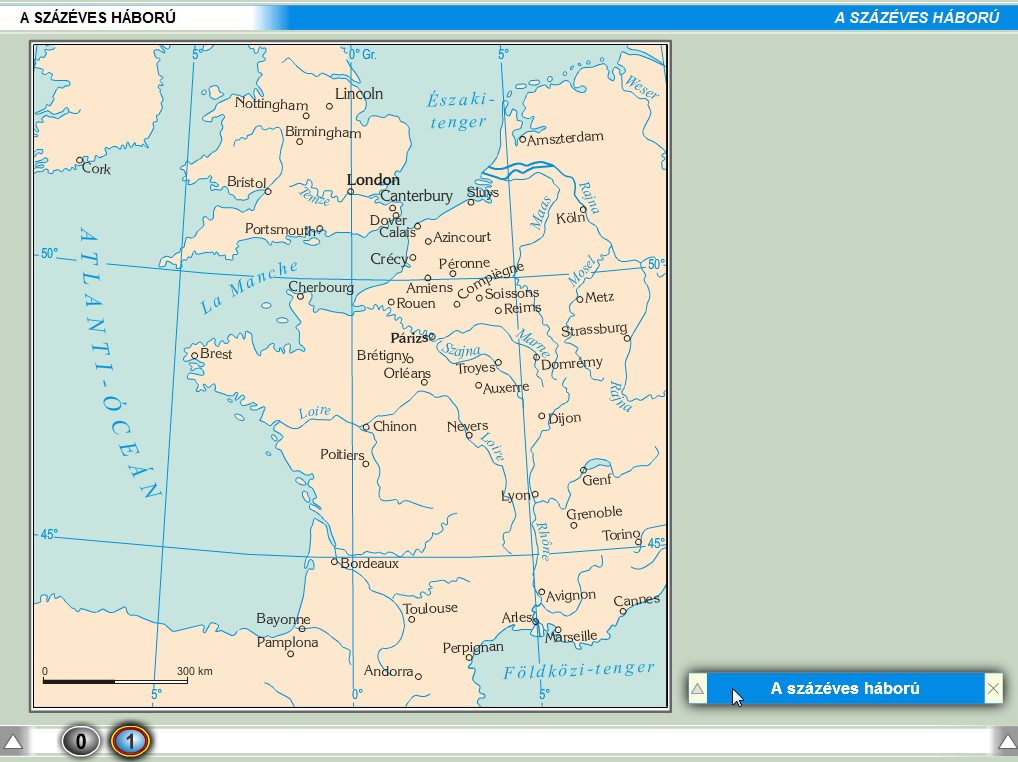 A SZÁZÉVES HÁBORÚ
A SZÁZÉVES HÁBORÚ
5°
0° Gr.
5°
Weser
Lincoln
Nottingham
Északi-
tenger
Birmingham
Amszterdam
Cork
London
Bristol
Temze
Canterbury
Sluys
Maas
Rajna
Köln
Dover
Portsmouth
Calais
Azincourt
ATLANTI-ÓCEÁN
50°
50°
Crécy
Péronne
Mosel
La Manche
Cherbourg
Amiens
Compiègne
Soissons
Metz
Rouen
Reims
Párizs
Strassburg
Szajna
Marne
Brest
Brétigny
Troyes
Domrémy
Orléans
Auxerre
Rajna
Loire
Chinon
Nevers
Dijon
Loire
Poitiers
Genf
Lyon
Grenoble
45°
Rhône
Torino
45°
Bordeaux
Avignon
Cannes
Toulouse
Bayonne
Arles
Marseille
Pamplona
Perpignan
Andorra
Földközi-tenger
0
300 km
5°
0°
5°
A százéves háború
0
1